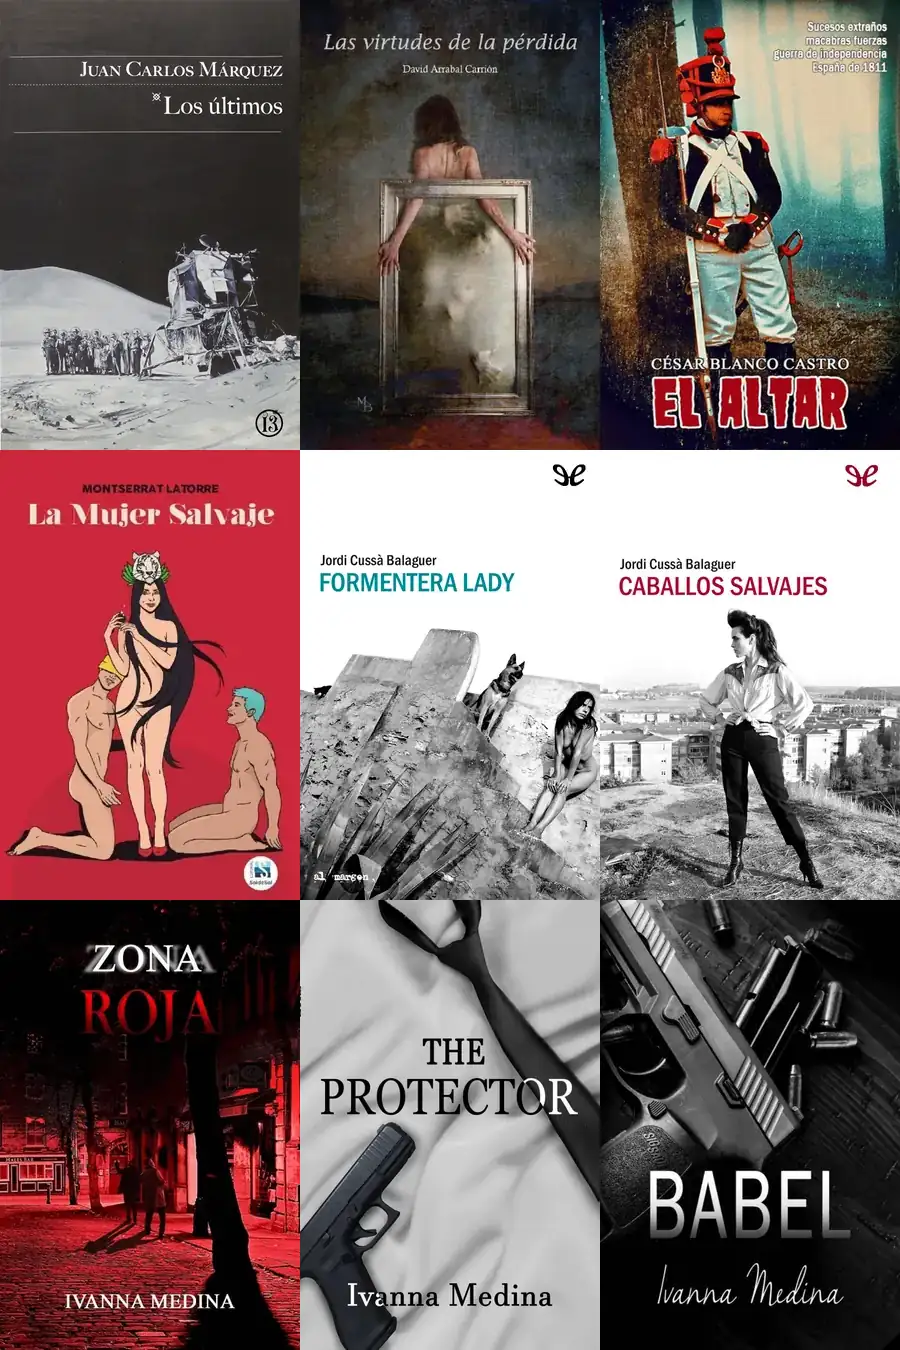 JUAN CARLOS MÁRQUEZ
Los últimos
13
Las virtudes de la pérdida
David Arrabal Carrión
MB
Sucesos extraños
macabras fuerzas
guerra de independencia
España de 1811
CÉSAR BLANCO CASTRO
EL ALTAR
MONTSERRAT LATORRE
La Mujer Salvaje
SaldeSal
Jordi Cussà Balaguer
FORMENTERA LADY
al margen
Jordi Cussà Balaguer
CABALLOS SALVAJES
ZONA
ROJA
IVANNA MEDINA
THE
PROTECTOR
Ivanna Medina
BABEL
Ivanna Medina